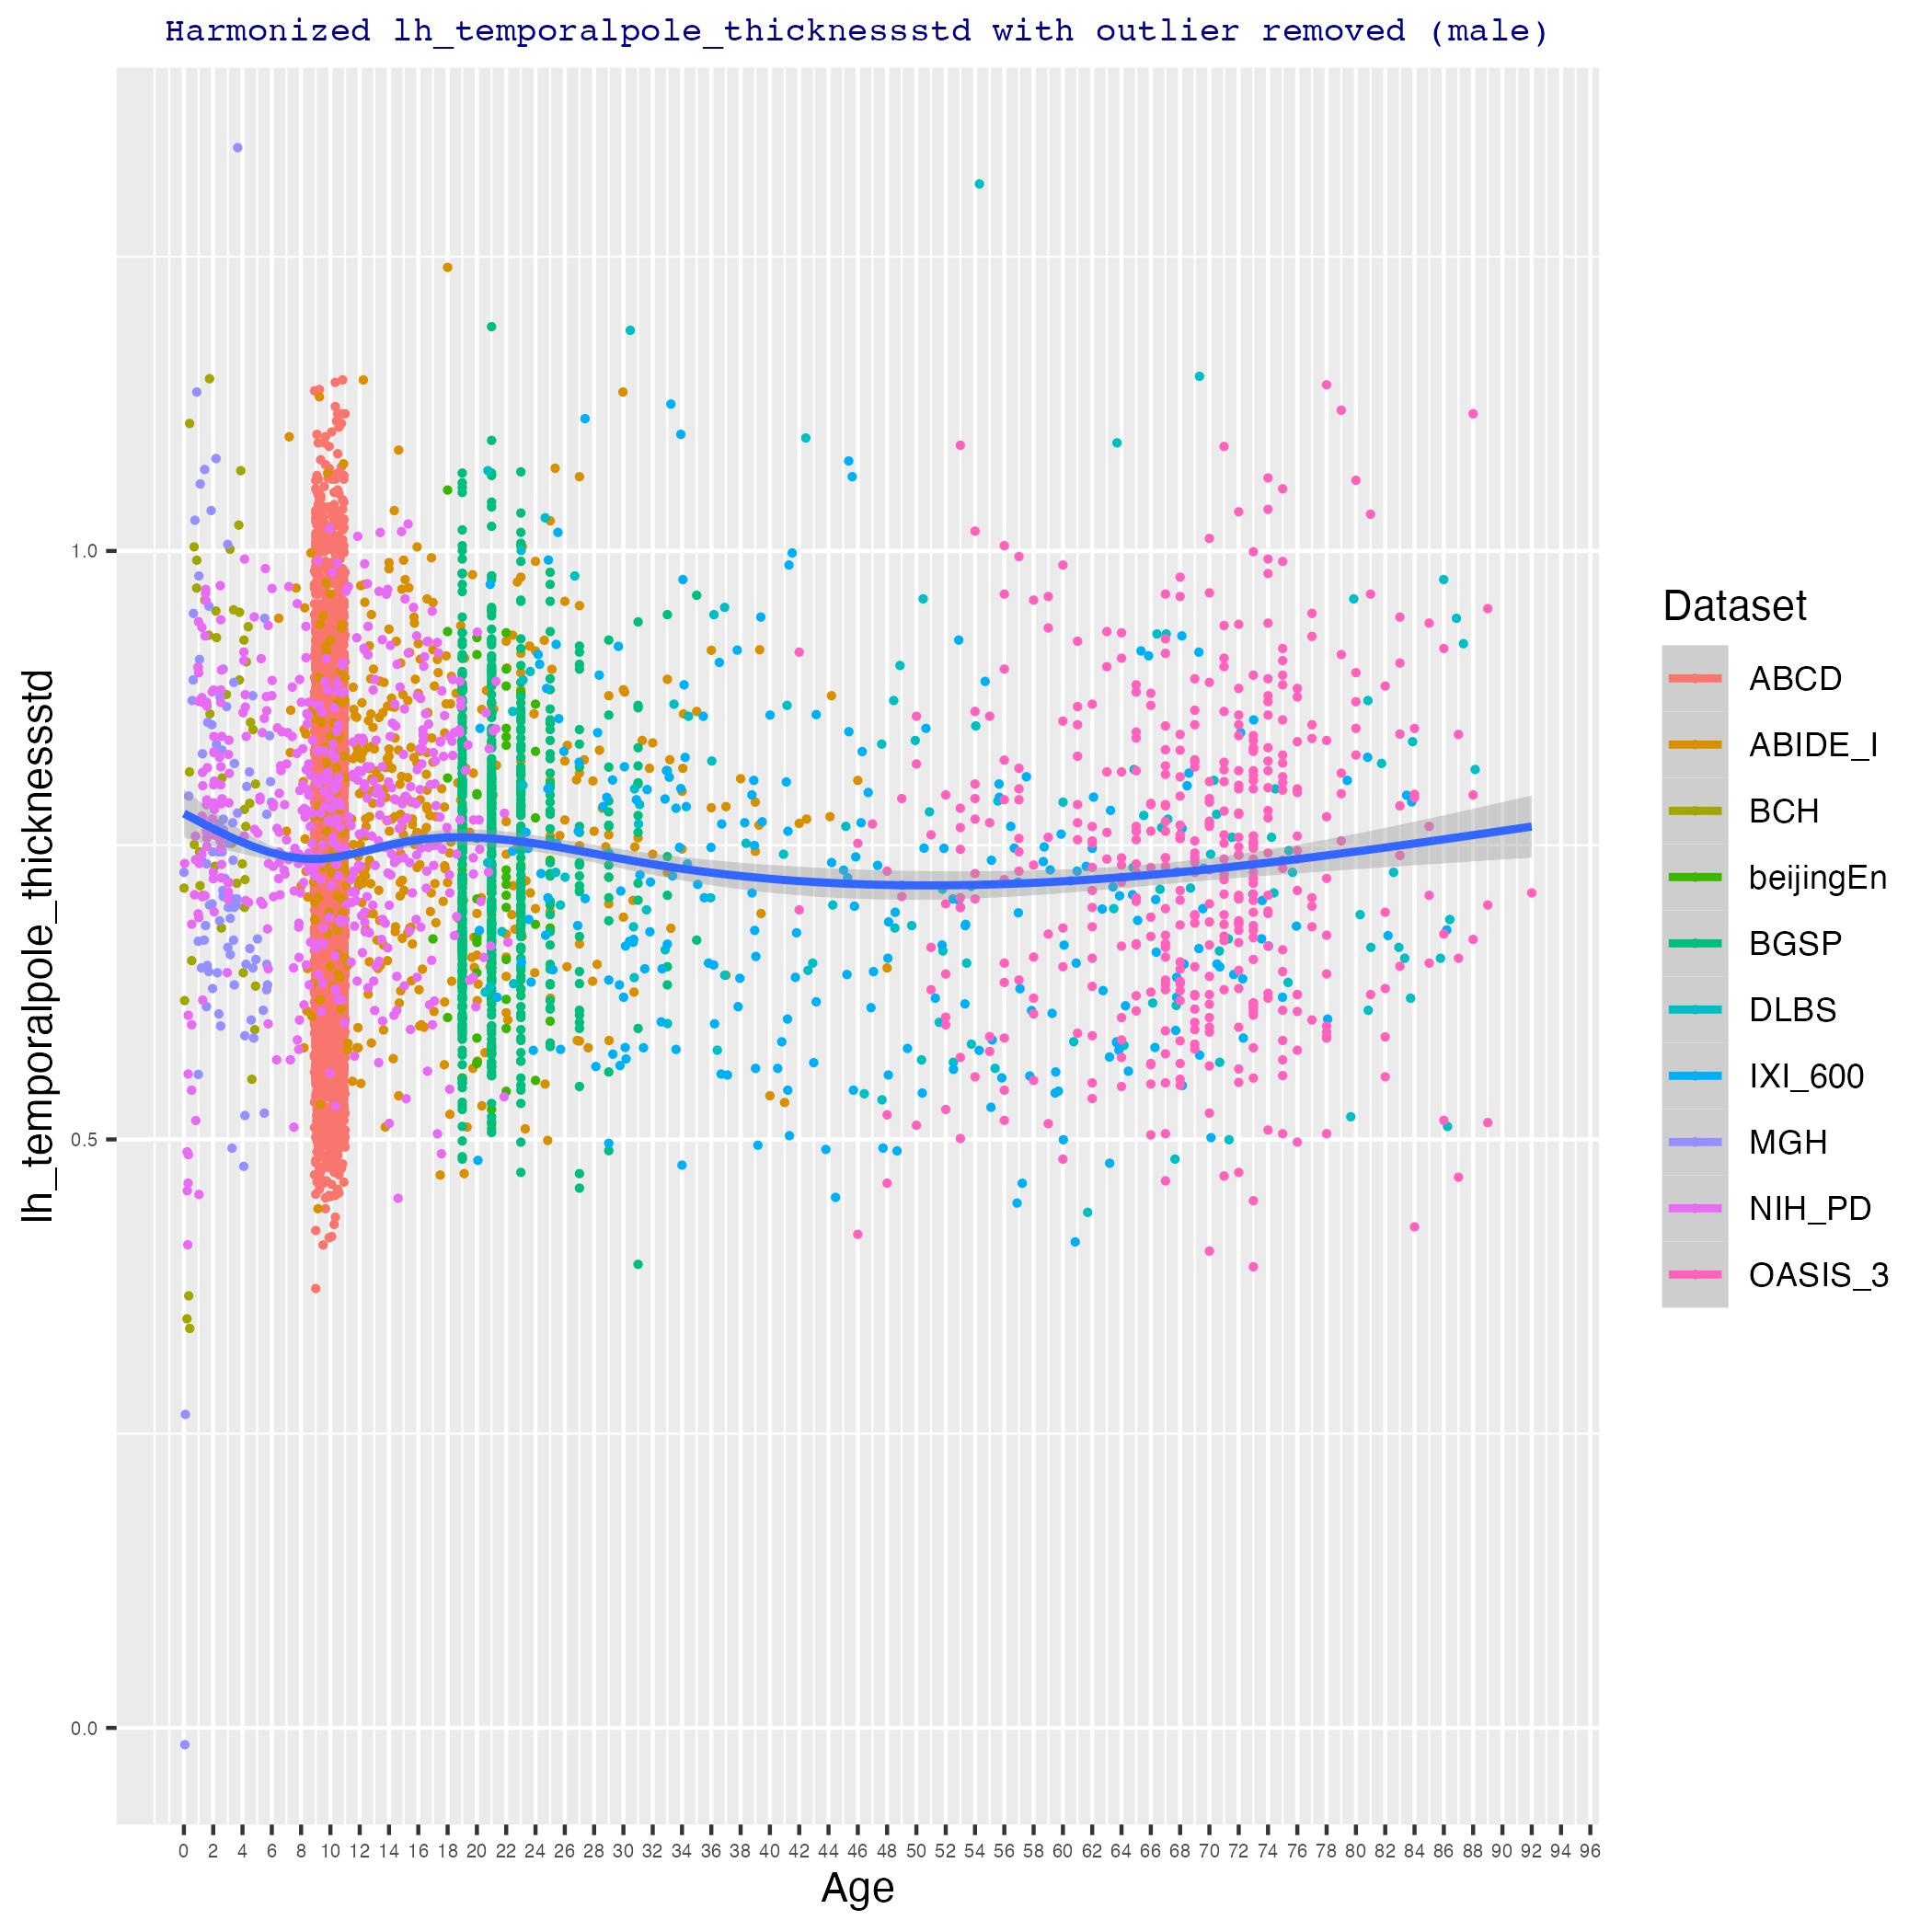 Harmonized lh_temporalpole_thicknessstd with outlier removed (male)
lh_temporalpole_thicknessstd
1.0
0.5
0.0
0 2 4 6 8 10 12 14 16 18 20 22 24 26 28 30 32 34 36 38 40 42 44 46 48 50 52 54 56 58 60 62 64 66 68 70 72 74 76 78 80 82 84 86 88 90 92 94 96
Age
Dataset
ABCD
ABIDE_I
BCH
beijingEn
BGSP
DLBS
IXI_600
MGH
NIH_PD
OASIS_3